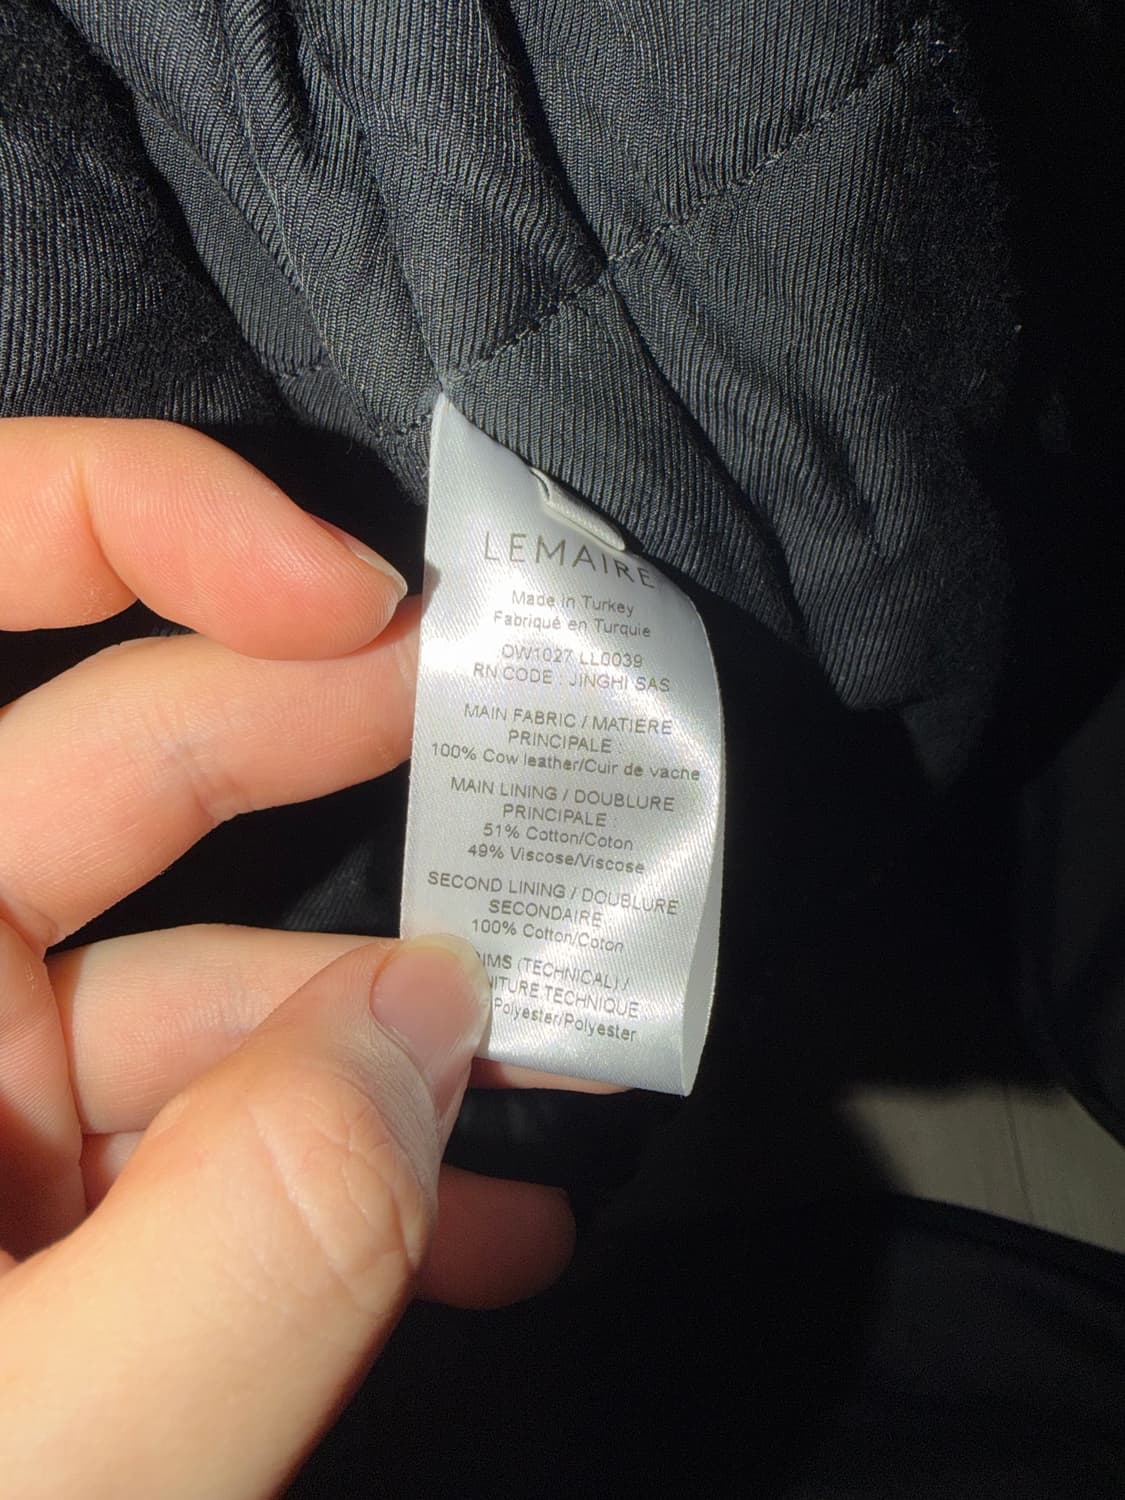 LEMAIRE
Made in Turkey
Fabriqué en Turquie
OW1027 LL0039
RN CODE : JINGHI SAS
MAIN FABRIC / MATIERE
PRINCIPALE :
100% Cow leather/Cuir de vache
MAIN LINING / DOUBLURE
PRINCIPALE
51% Cotton/Coton
49% Viscose/Viscose
SECOND LINING / DOUBLURE
SECONDAIRE
100% Cotton/Coton
(TECHNICAL) /
TECHNIQUE
Polyester/Polyester